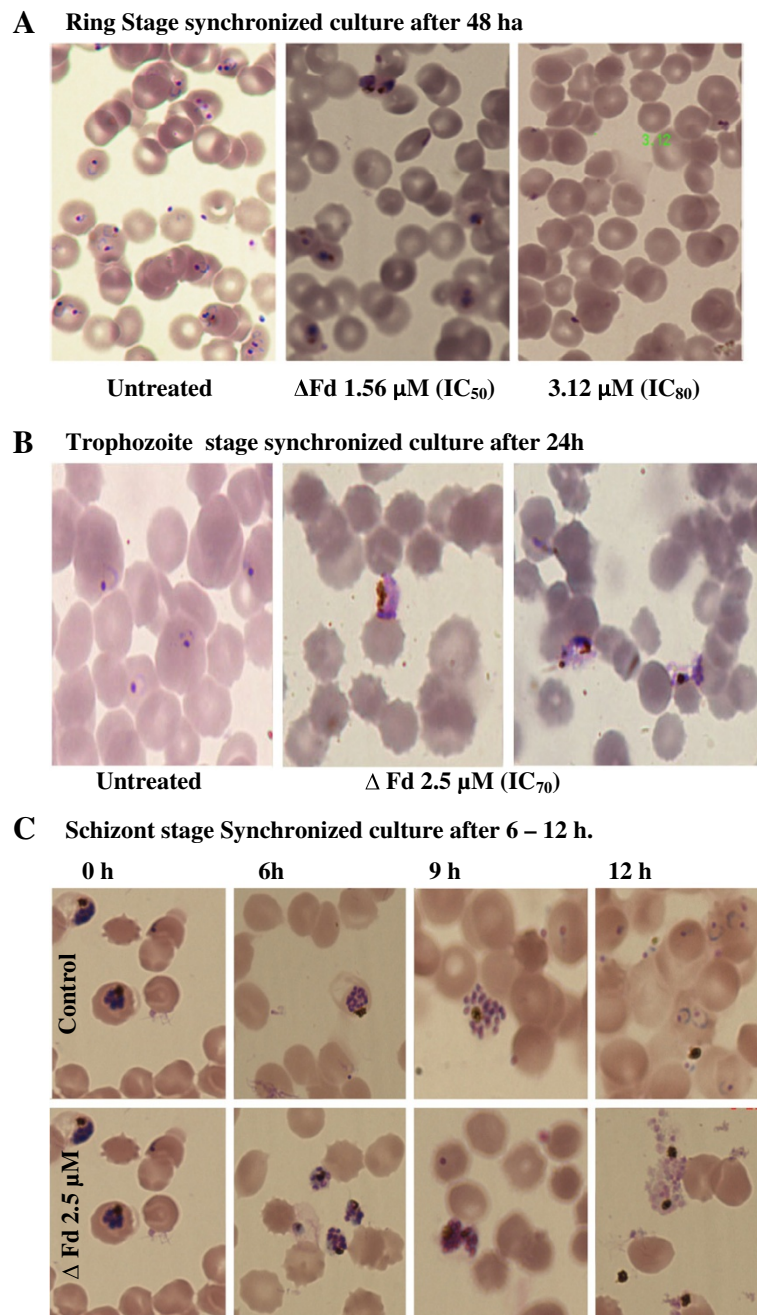 A Ring Stage synchronized culture after 48 ha
3.12
Untreated ΔFd 1.56 µM (IC50) 3.12 µM (IC80)
B Trophozoite stage synchronized culture after 24h
Untreated Δ Fd 2.5 µM (IC70)
C Schizont stage Synchronized culture after 6 – 12 h.
0 h 6h 9 h 12 h
Control
Δ Fd 2.5 µM